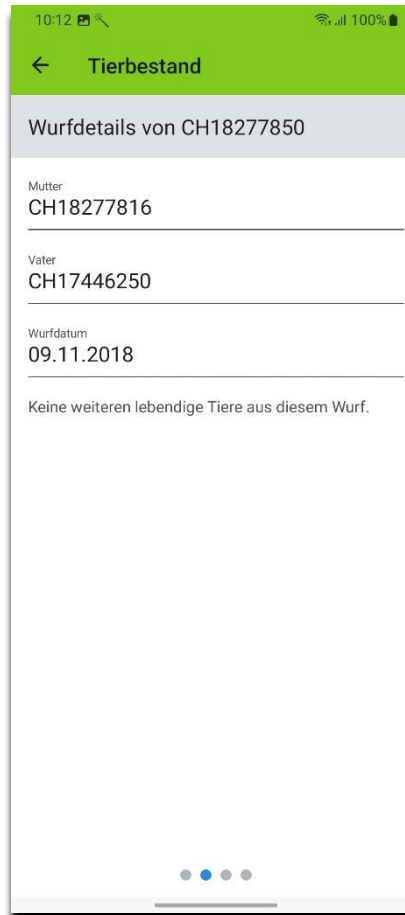 10:12 100%
Tierbestand
Wurfdetails von CH18277850
Mutter
CH18277816
Vater
CH17446250
Wurfdatum
09.11.2018
Keine weiteren lebendige Tiere aus diesem Wurf.